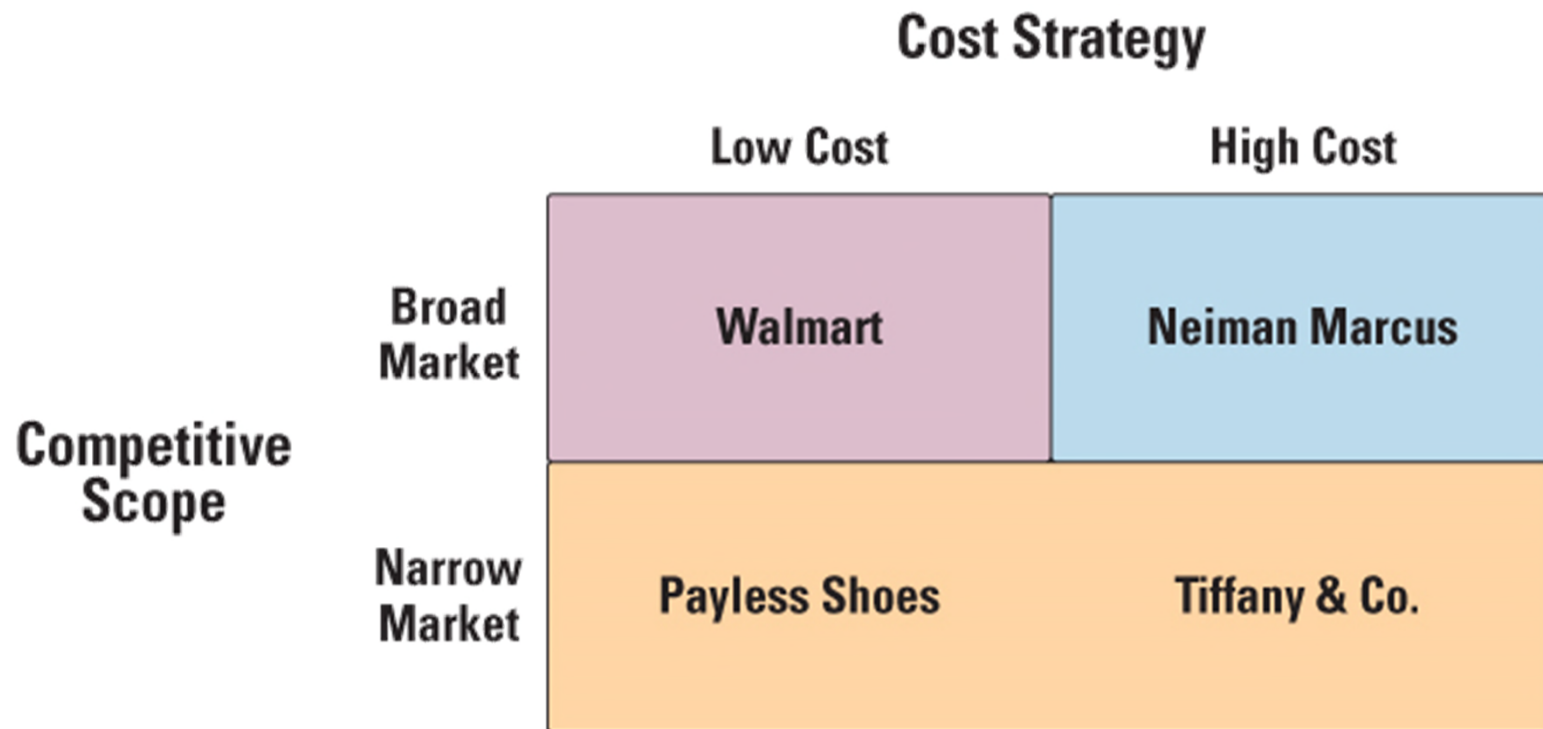 Cost Strategy
Low Cost
High Cost
Broad
Market
Walmart
Neiman Marcus
Competitive
Scope
Narrow
Market
Payless Shoes
Tiffany & Co.